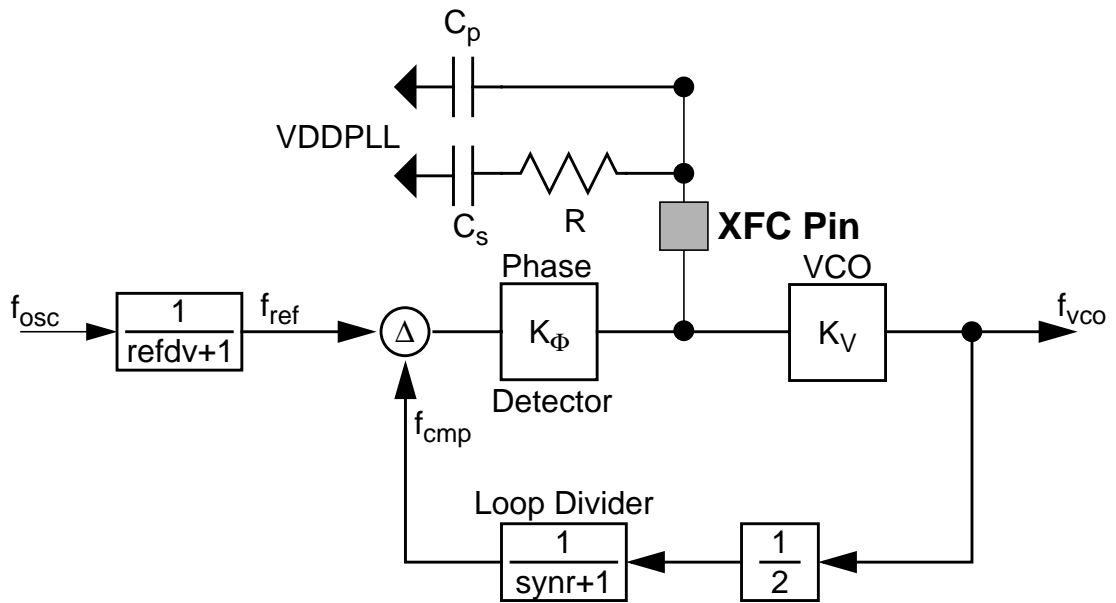 Cp
VDDPLL
Cs
R
XFC Pin
Phase
VCO
fosc
1
refdv+1
fref
Δ
KΦ
KV
fvco
Detector
fcmp
Loop Divider
1
synr+1
1
2